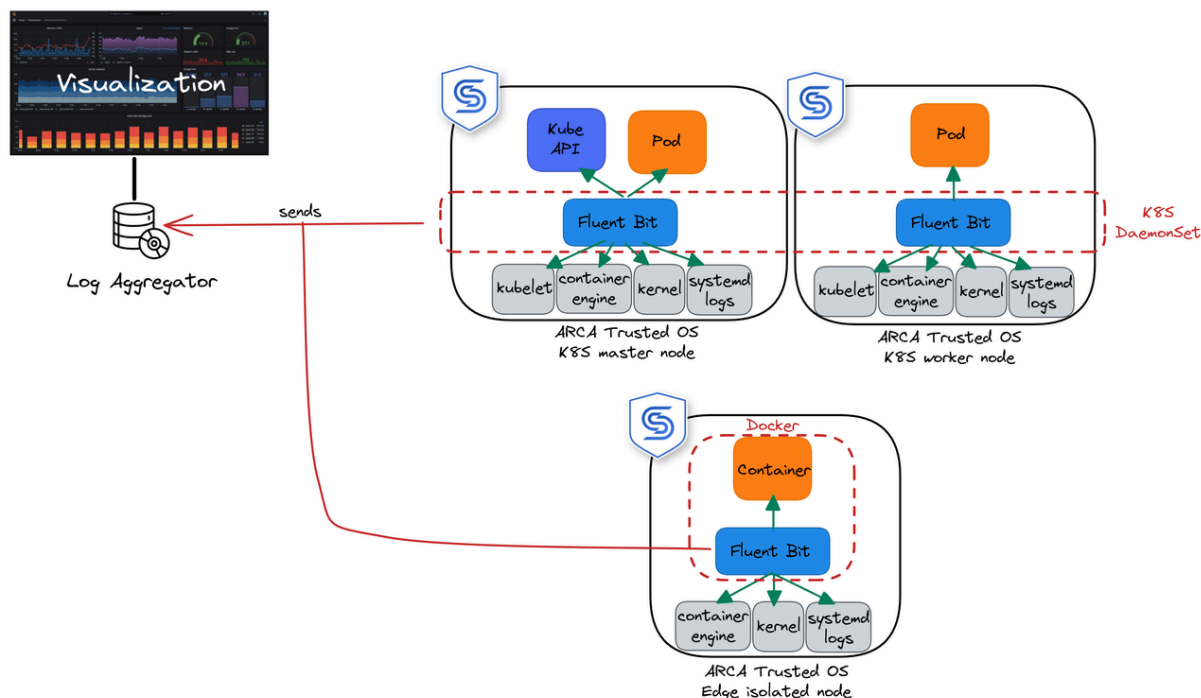 Visualization
sends
Log Aggregator
Kube
API
Pod
Fluent Bit
kubelet
container
engine
kernel
systemd
logs
ARCA Trusted OS
K8S master node
Pod
Fluent Bit
kubelet
container
engine
kernel
systemd
logs
ARCA Trusted OS
K8S worker node
K8S
DaemonSet
Docker
Container
Fluent Bit
container
engine
kernel
systemd
logs
ARCA Trusted OS
Edge isolated node